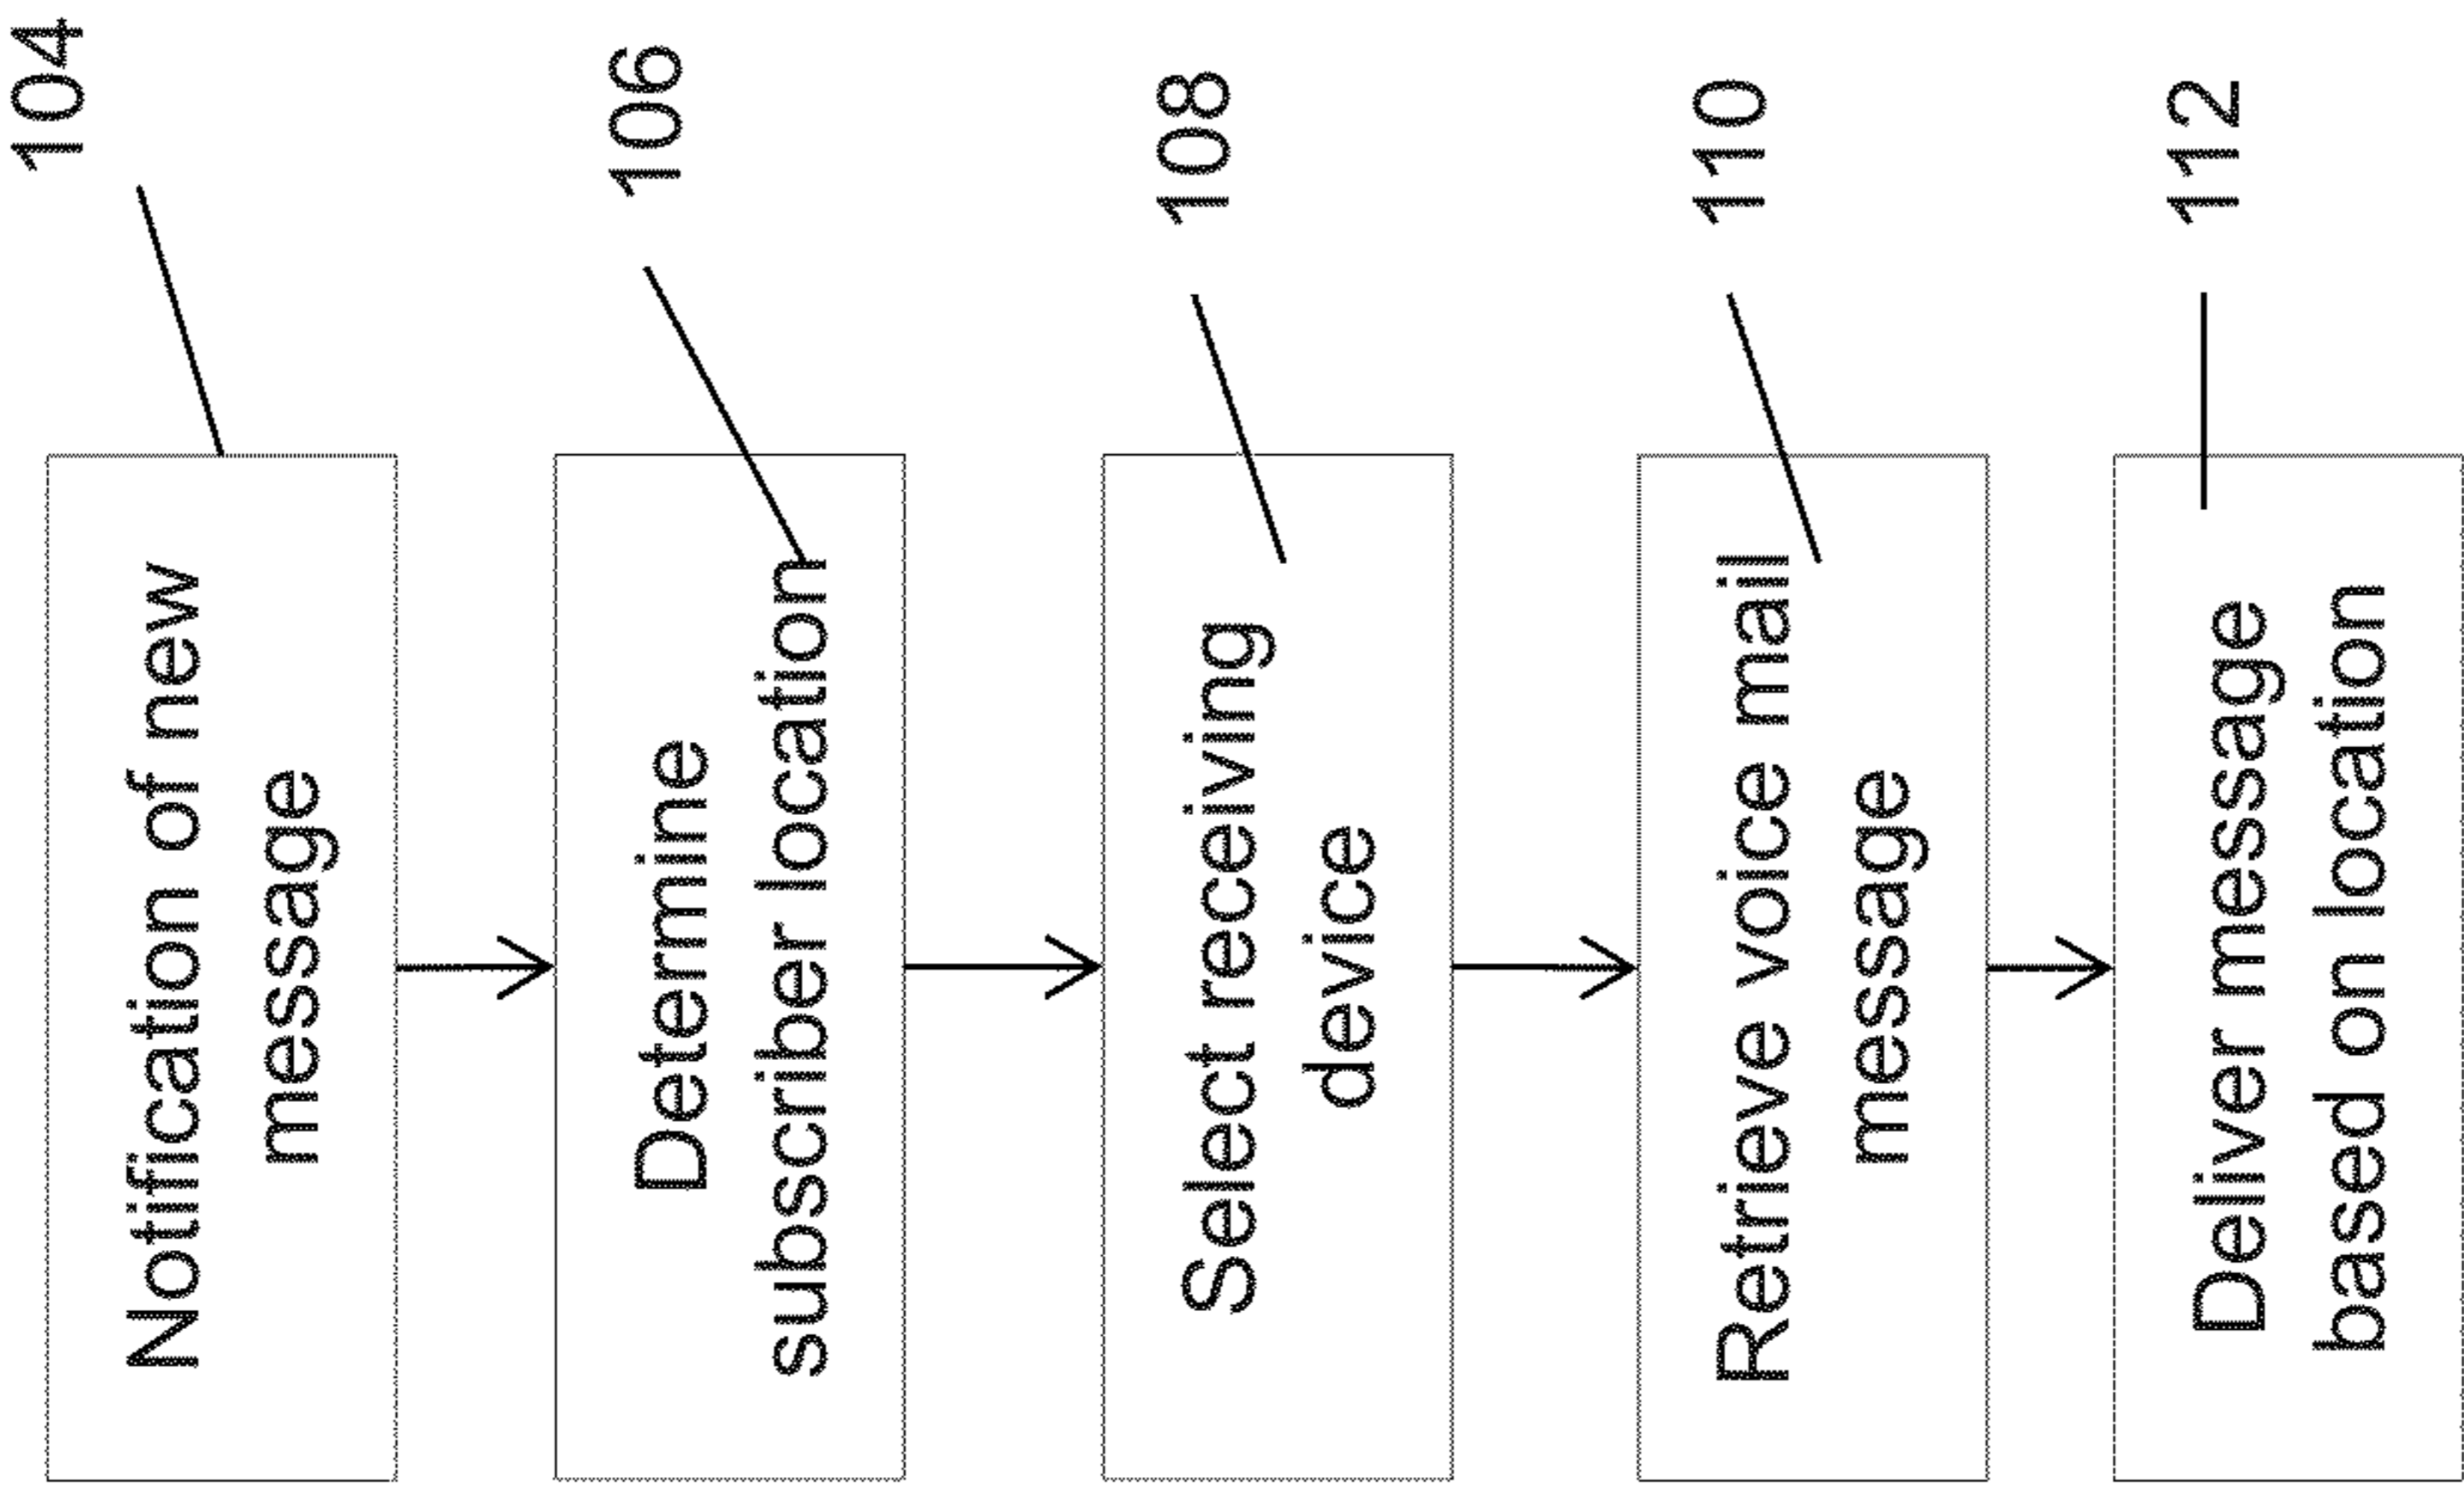 104
Notification of new
message
106
Determine
subscriber location
108
Select receiving
device
110
Retrieve voice mail
message
112
Deliver message
based on location